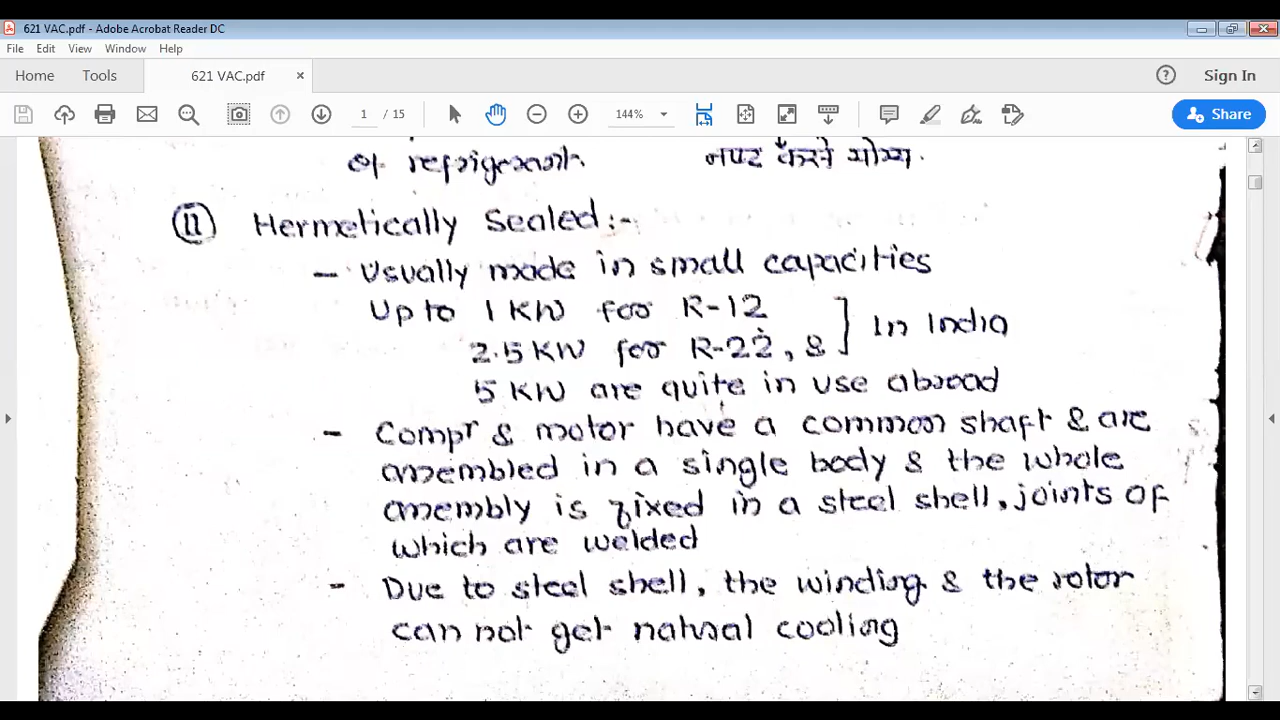 621 VAC.pdf - Adobe Acrobat Reader DC
File Edit View Window Help
Home Tools 621 VAC.pdf × Sign In
1 / 15 144% Share
of refrigerant.
योग्य.
(II) Hermetically Sealed :-
- Usually made in small capacities
Up to 1 KW for R-12
2.5 KW for R-22, & ] In India
5 KW are quite in use abroad
- Compr & motor have a common shaft & are
assembled in a single body & the whole
assembly is fixed in a steel shell, joints of
which are welded
- Due to steel shell, the winding & the rotor
can not get natural cooling